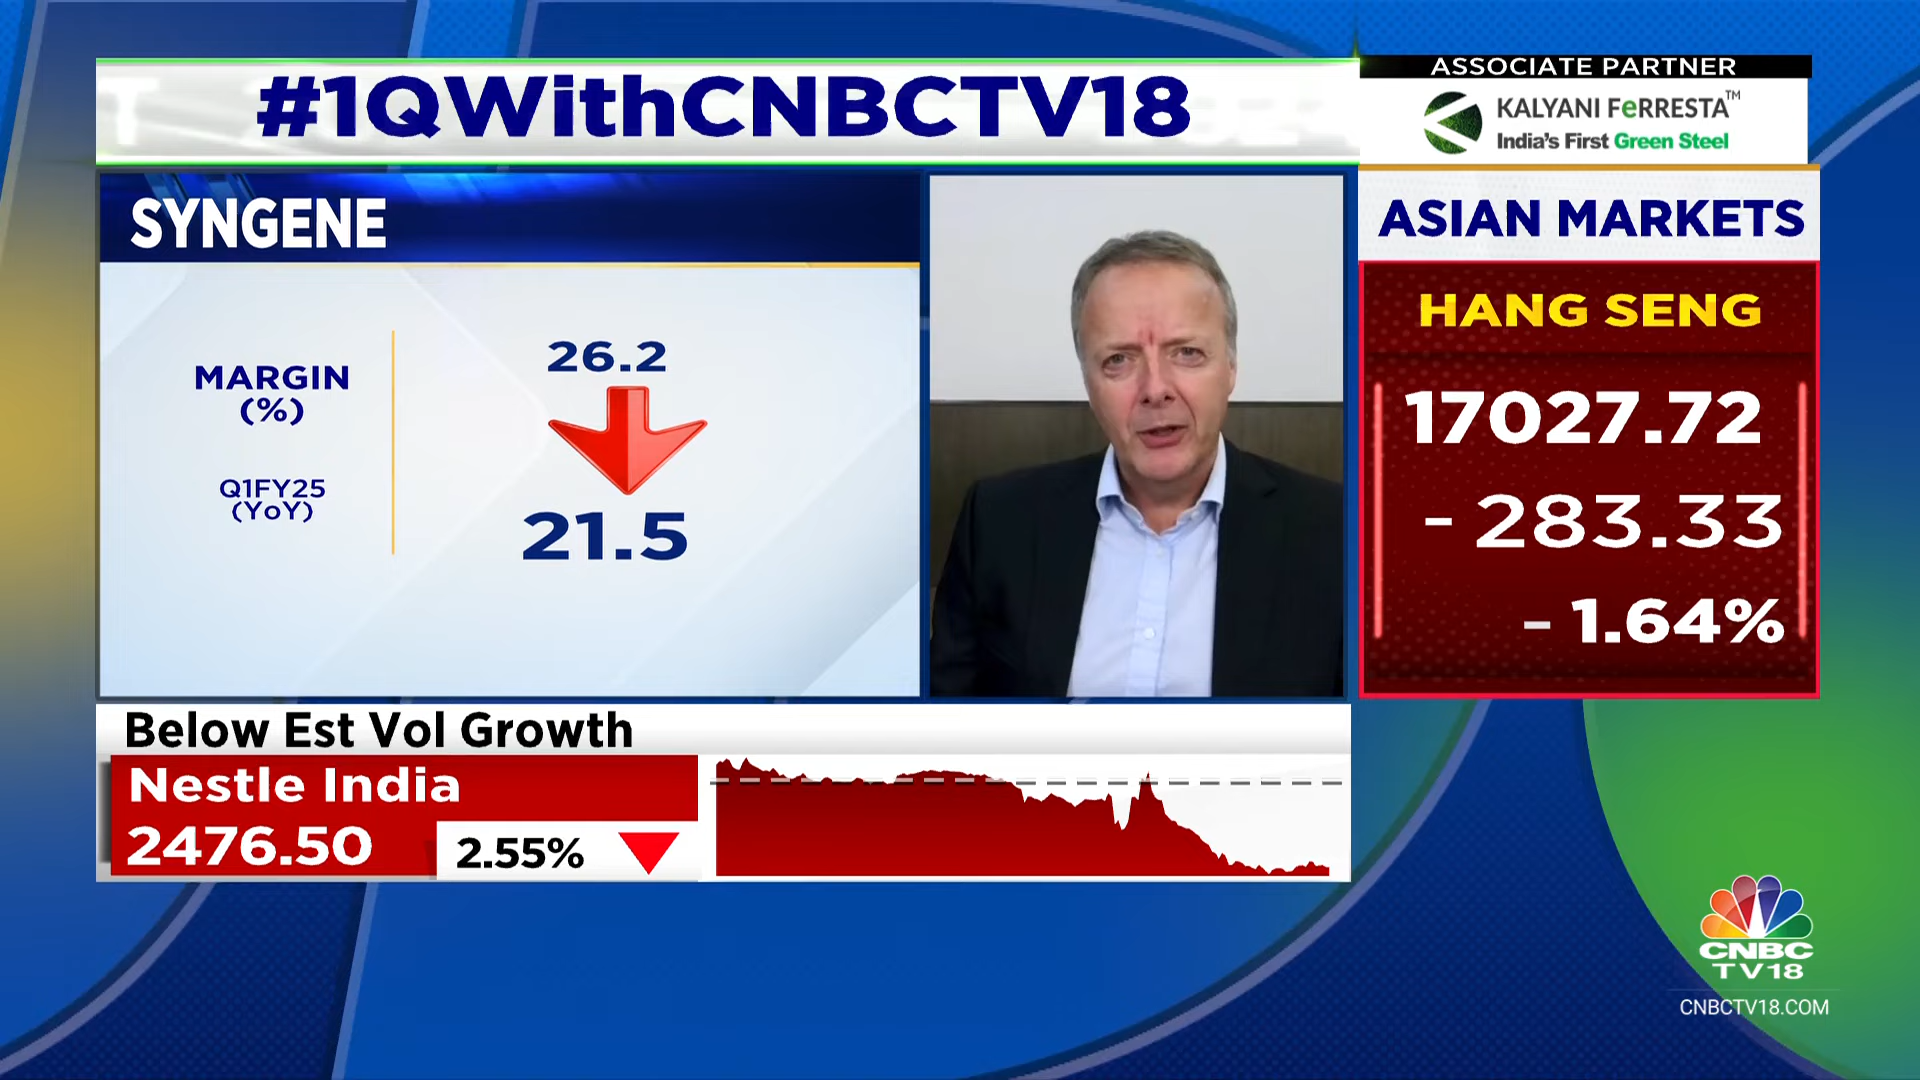 #1QWithCNBCTV18
ASSOCIATE PARTNER
KALYANI FeRRESTA™
India's First Green Steel
SYNGENE
MARGIN
(%)
Q1FY25
(YoY)
26.2
21.5
ASIAN MARKETS
HANG SENG
17027.72
- 283.33
- 1.64%
Below Est Vol Growth
Nestle India
2476.50
2.55%
CNBC
TV18
CNBCTV18.COM